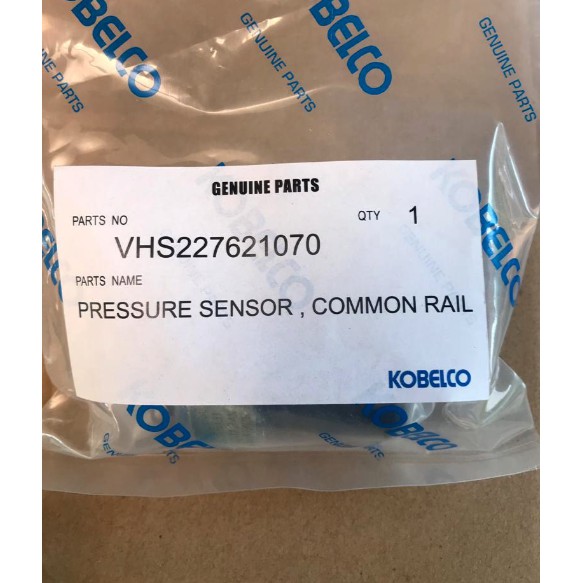 KOBELCO
GENUINE PARTS
KOBELCO
GENUINE PARTS
GENUINE PARTS
PARTS NO
QTY 1
VHS227621070
PARTS NAME
PRESSURE SENSOR , COMMON RAIL
KOBELCO
KOBELCO
GENUINE PARTS
KOBELCO